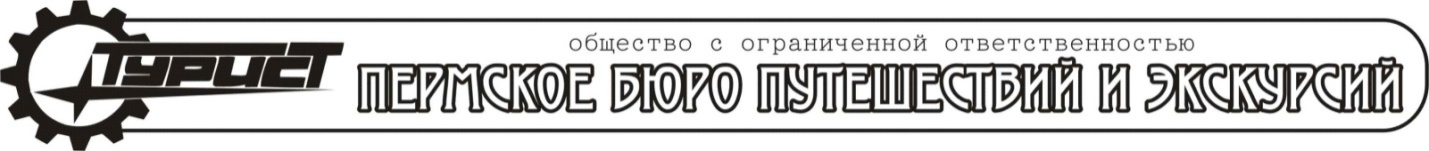 ТУРИСТ
общество с ограниченной ответственностью
ПЕРМСКОЕ БЮРО ПУТЕШЕСТВИЙ И ЭКСКУРСИЙ